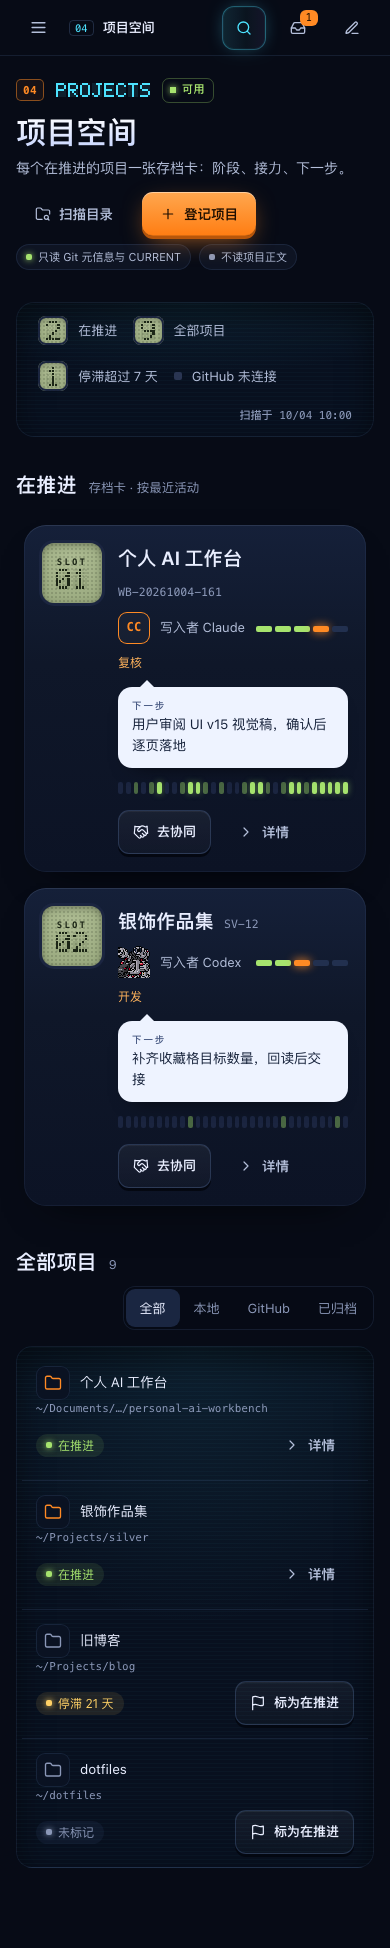 04 项目空间 1
04 PROJECTS 可用
项目空间
每个在推进的项目一张存档卡：阶段、接力、下一步。
扫描目录 登记项目
只读 Git 元信息与 CURRENT 不读项目正文
2 在推进 9 全部项目
1 停滞超过 7 天 GitHub 未连接
扫描于 10/04 10:00
在推进 存档卡 · 按最近活动
SLOT 01
个人 AI 工作台
WB-20261004-161
CC 写入者 Claude
复核
下一步
用户审阅 UI v15 视觉稿，确认后
逐页落地
去协同 详情
SLOT 02
银饰作品集 SV-12
写入者 Codex
开发
下一步
补齐收藏格目标数量，回读后交
接
去协同 详情
全部项目 9
全部 本地 GitHub 已归档
个人 AI 工作台
~/Documents/…/personal-ai-workbench
在推进 详情
银饰作品集
~/Projects/silver
在推进 详情
旧博客
~/Projects/blog
停滞 21 天 标为在推进
dotfiles
~/dotfiles
未标记 标为在推进